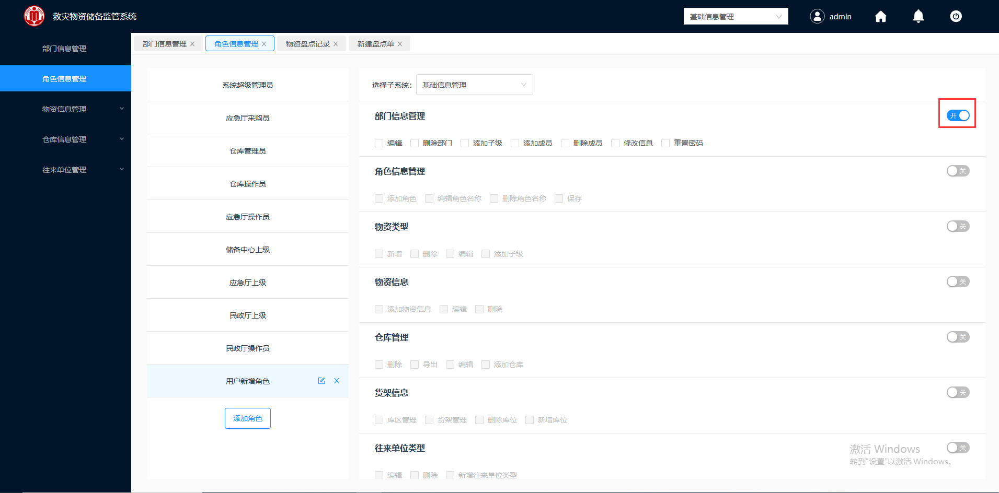 救灾物资储备监管系统
基础信息管理
admin
部门信息管理
角色信息管理
物资信息管理
仓库信息管理
往来单位管理
部门信息管理 X
角色信息管理 X
物资盘点记录 X
新建盘点单 X
系统超级管理员
应急厅采购员
仓库管理员
仓库操作员
应急厅操作员
储备中心上级
应急厅上级
民政厅上级
民政厅操作员
用户新增角色
添加角色
选择子系统: 基础信息管理
部门信息管理 开
编辑 删除部门 添加子级 添加成员 删除成员 修改信息 重置密码
角色信息管理 关
添加角色 编辑角色名称 删除角色名称 保存
物资类型 关
新增 删除 编辑 添加子级
物资信息 关
添加物资信息 编辑 删除
仓库管理 关
删除 导出 编辑 添加仓库
货架信息 关
库区管理 货架管理 删除库位 新增库位
往来单位类型 关
编辑 删除 新增往来单位类型
激活 Windows
转到“设置”以激活 Windows。